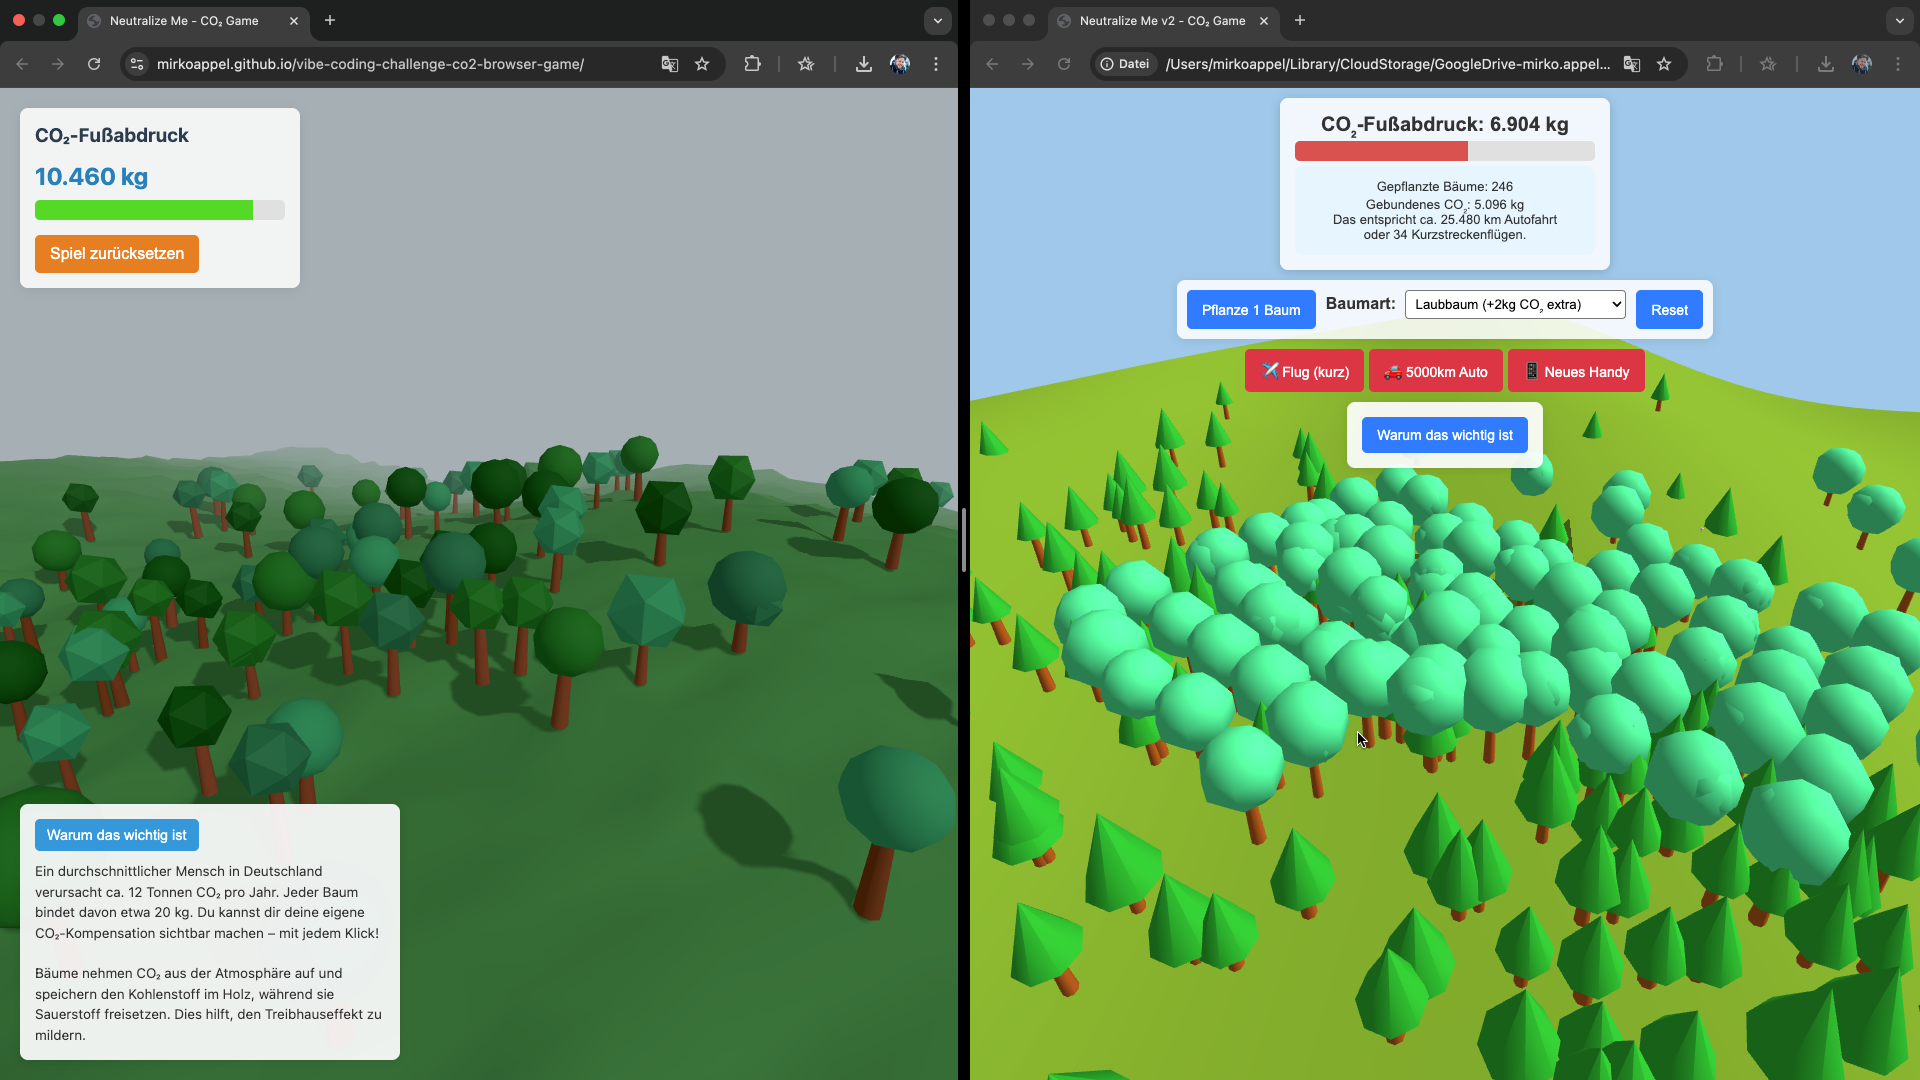 Neutralize Me - CO₂ Game
mirkoappel.github.io/vibe-coding-challenge-co2-browser-game/
CO₂-Fußabdruck
10.460 kg
Spiel zurücksetzen
Warum das wichtig ist
Ein durchschnittlicher Mensch in Deutschland
verursacht ca. 12 Tonnen CO₂ pro Jahr. Jeder Baum
bindet davon etwa 20 kg. Du kannst dir deine eigene
CO₂-Kompensation sichtbar machen – mit jedem Klick!
Bäume nehmen CO₂ aus der Atmosphäre auf und
speichern den Kohlenstoff im Holz, während sie
Sauerstoff freisetzen. Dies hilft, den Treibhauseffekt zu
mildern.
Neutralize Me v2 - CO₂ Game
Datei /Users/mirkoappel/Library/CloudStorage/GoogleDrive-mirko.appel...
CO₂-Fußabdruck: 6.904 kg
Gepflanzte Bäume: 246
Gebundenes CO₂: 5.096 kg
Das entspricht ca. 25.480 km Autofahrt
oder 34 Kurzstreckenflügen.
Pflanze 1 Baum Baumart: Laubbaum (+2kg CO₂ extra) Reset
✈️ Flug (kurz) 🚗 5000km Auto 📱 Neues Handy
Warum das wichtig ist